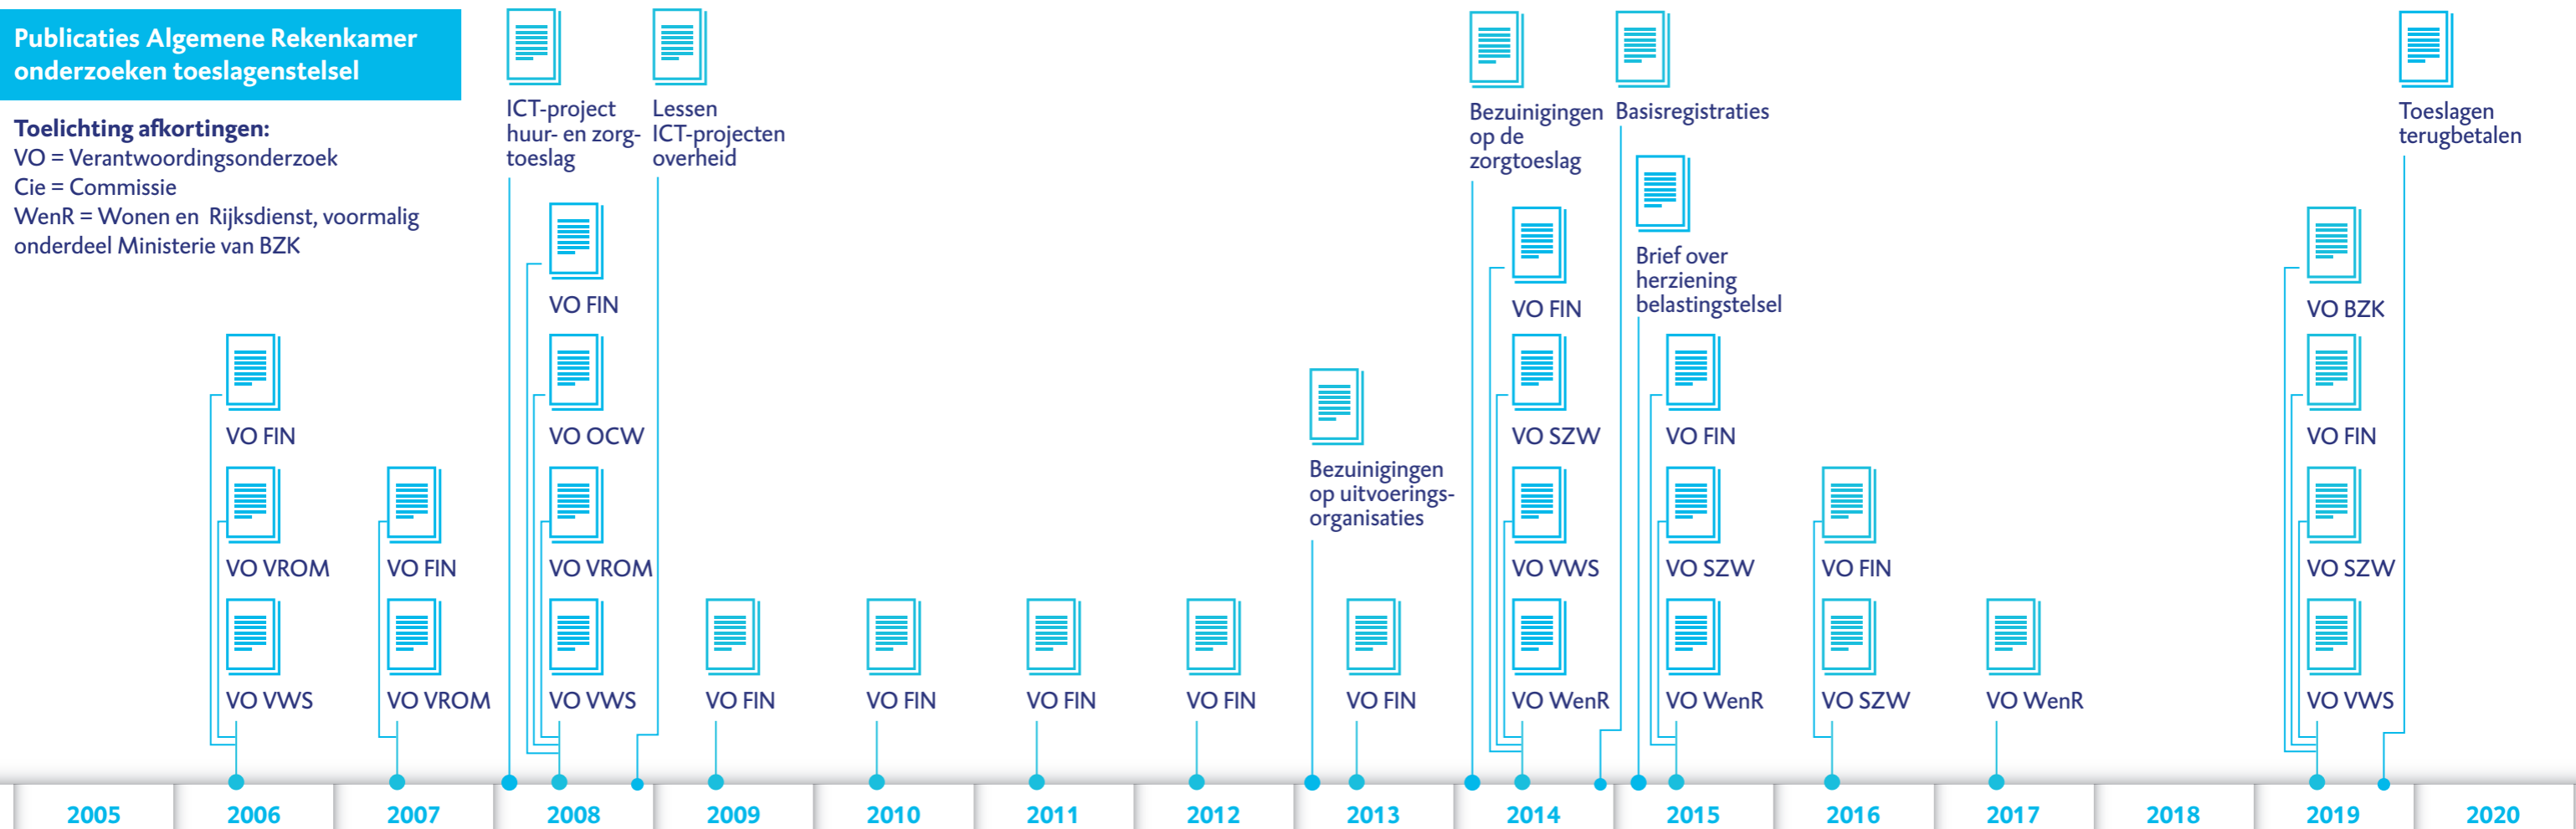 Publicaties Algemene Rekenkamer
onderzoeken toeslagenstelsel
Toelichting afkortingen:
VO = Verantwoordingsonderzoek
Cie = Commissie
WenR = Wonen en Rijksdienst, voormalig
onderdeel Ministerie van BZK
VO FIN
VO VROM
VO VWS
VO FIN
VO VROM
ICT-project
huur- en zorg-
toeslag
VO FIN
VO OCW
VO VROM
VO VWS
Lessen
ICT-projecten
overheid
VO FIN
VO FIN
VO FIN
VO FIN
Bezuinigingen
op uitvoerings-
organisaties
VO FIN
Bezuinigingen
op de
zorgtoeslag
VO FIN
VO SZW
VO VWS
VO WenR
Basisregistraties
Brief over
herziening
belastingstelsel
VO FIN
VO SZW
VO WenR
VO FIN
VO SZW
VO WenR
VO BZK
VO FIN
VO SZW
VO VWS
Toeslagen
terugbetalen
2005
2006
2007
2008
2009
2010
2011
2012
2013
2014
2015
2016
2017
2018
2019
2020